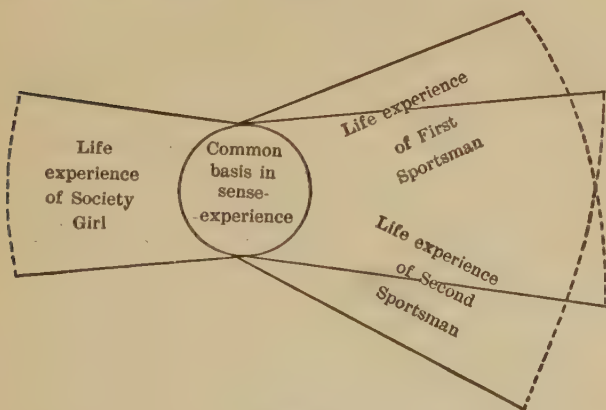 Life
experience
of Society
Girl
Common
basis in
sense-
experience
Life experience
of First
Sportsman
Life experience
of Second
Sportsman